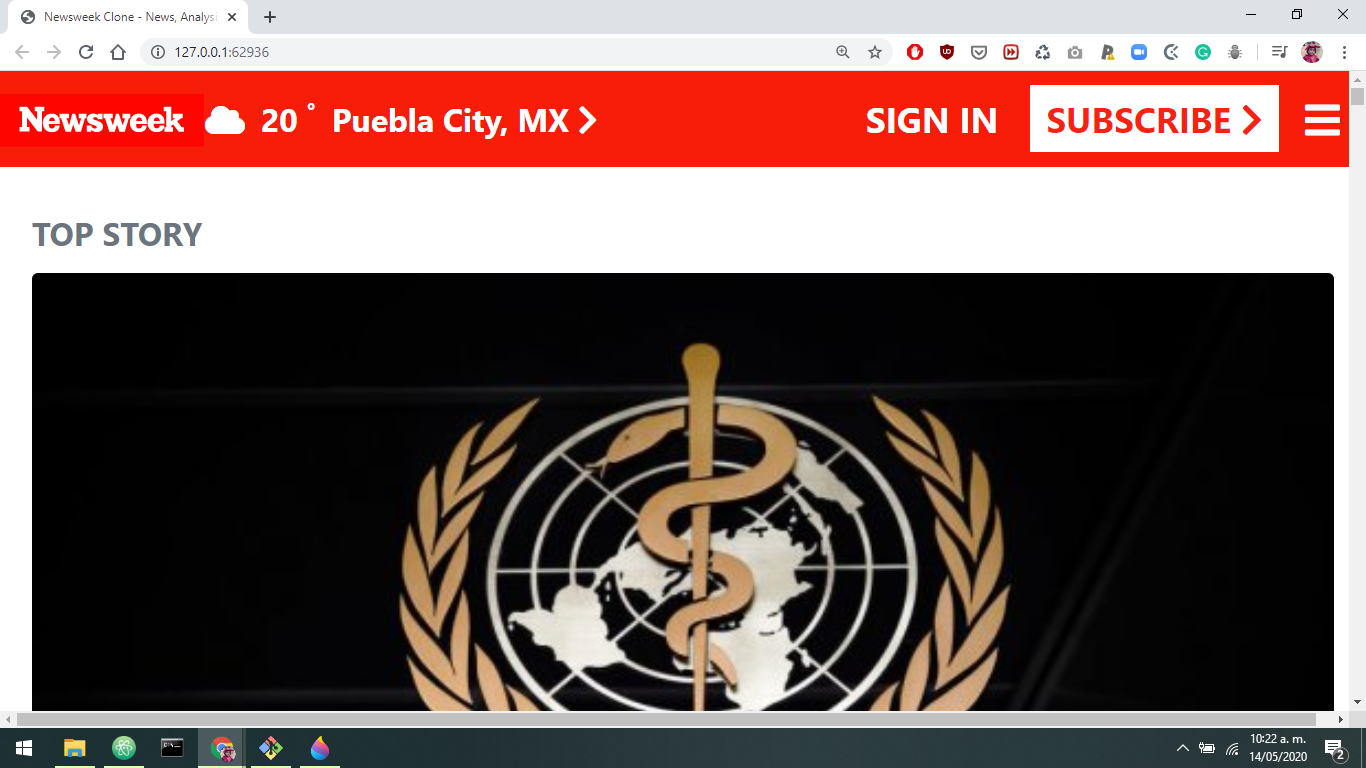 Newsweek Clone - News, Analysi
127.0.0.1:62936
Newsweek 20 ° Puebla City, MX SIGN IN SUBSCRIBE
TOP STORY
10:22 a. m.
14/05/2020
2